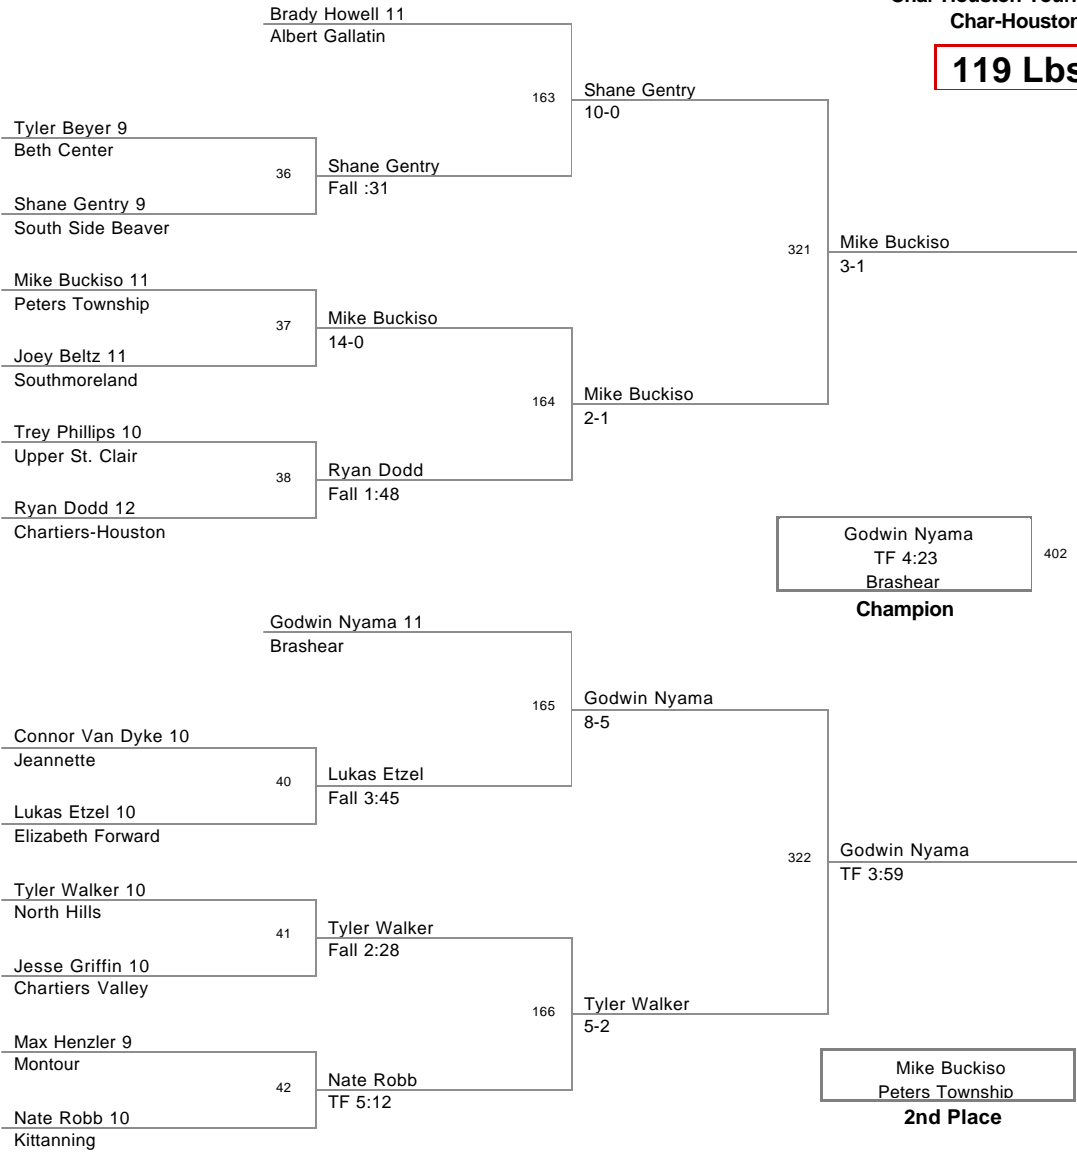 Char-Houston
119 Lbs
Brady Howell 11
Albert Gallatin
163
Shane Gentry
10-0
Tyler Beyer 9
Beth Center
36
Shane Gentry
Fall :31
Shane Gentry 9
South Side Beaver
321
Mike Buckiso
3-1
Mike Buckiso 11
Peters Township
37
Mike Buckiso
14-0
Joey Beltz 11
Southmoreland
164
Mike Buckiso
2-1
Trey Phillips 10
Upper St. Clair
38
Ryan Dodd
Fall 1:48
Ryan Dodd 12
Chartiers-Houston
Godwin Nyama
TF 4:23
Brashear
402
Champion
Godwin Nyama 11
Brashear
165
Godwin Nyama
8-5
Connor Van Dyke 10
Jeannette
40
Lukas Etzel
Fall 3:45
Lukas Etzel 10
Elizabeth Forward
322
Godwin Nyama
TF 3:59
Tyler Walker 10
North Hills
41
Tyler Walker
Fall 2:28
Jesse Griffin 10
Chartiers Valley
166
Tyler Walker
5-2
Max Henzler 9
Montour
42
Nate Robb
TF 5:12
Nate Robb 10
Kittanning
Mike Buckiso
Peters Township
2nd Place